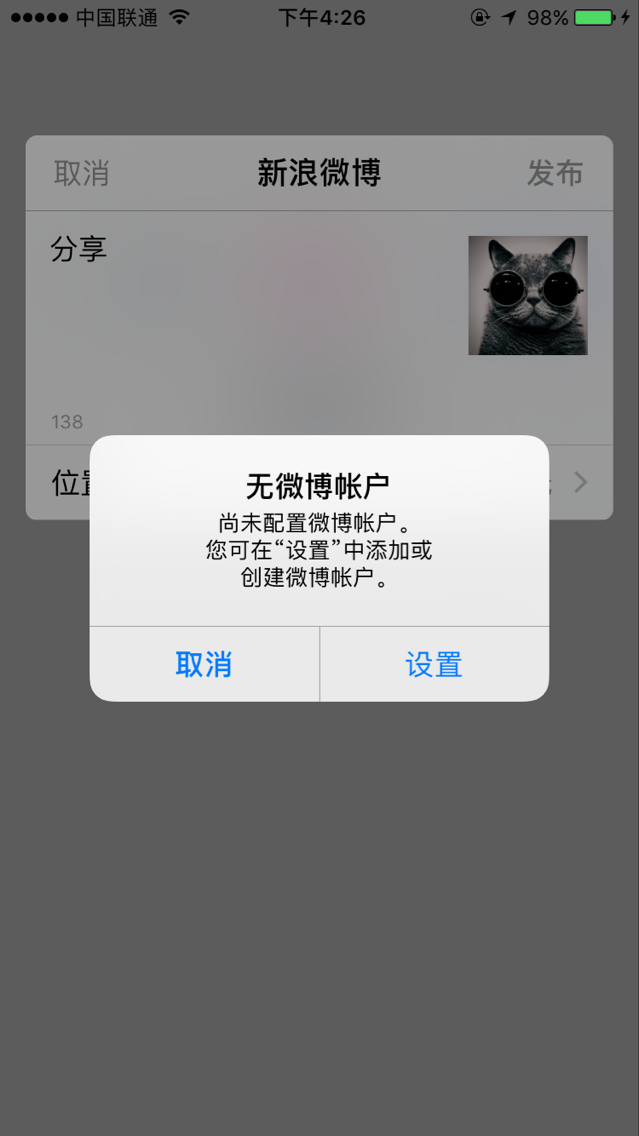 中国联通 下午4:26 98%
取消 新浪微博 发布
分享
138
无微博帐户
尚未配置微博帐户。
您可在“设置”中添加或
创建微博帐户。
取消 设置